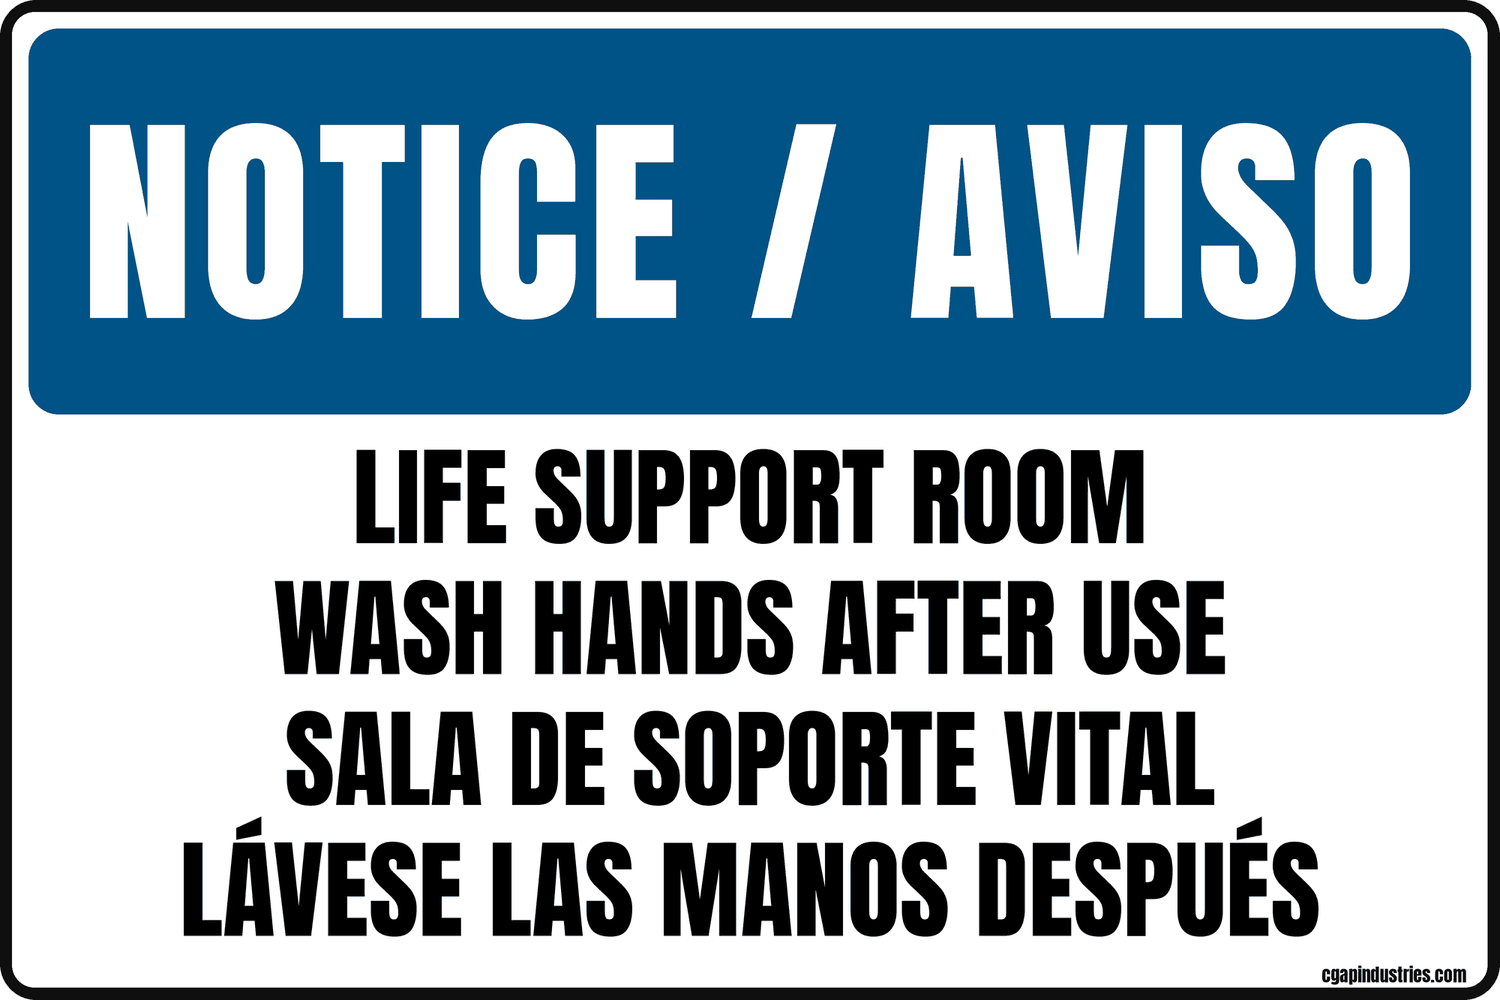 NOTICE / AVISO
LIFE SUPPORT ROOM
WASH HANDS AFTER USE
SALA DE SOPORTE VITAL
LÁVESE LAS MANOS DESPUÉS
cgapindustries.com